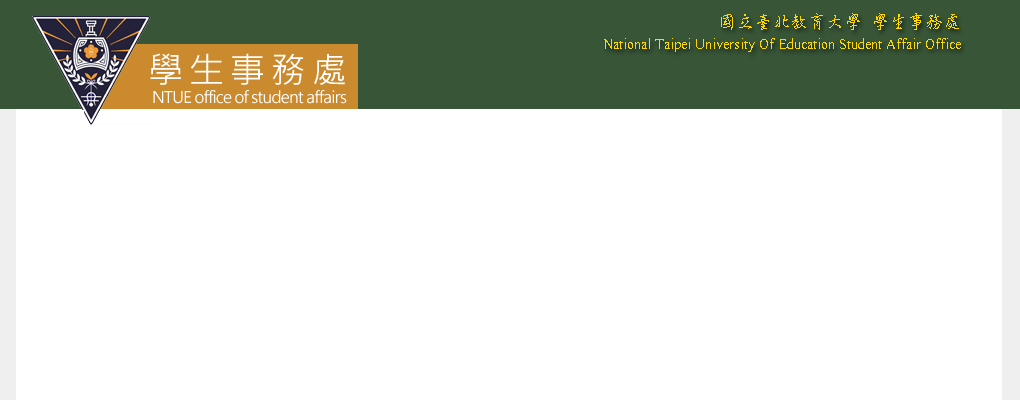 國立臺北教育大學 學生事務處
National Taipei University Of Education Student Affair Office
學生事務處
NTUE office of student affairs